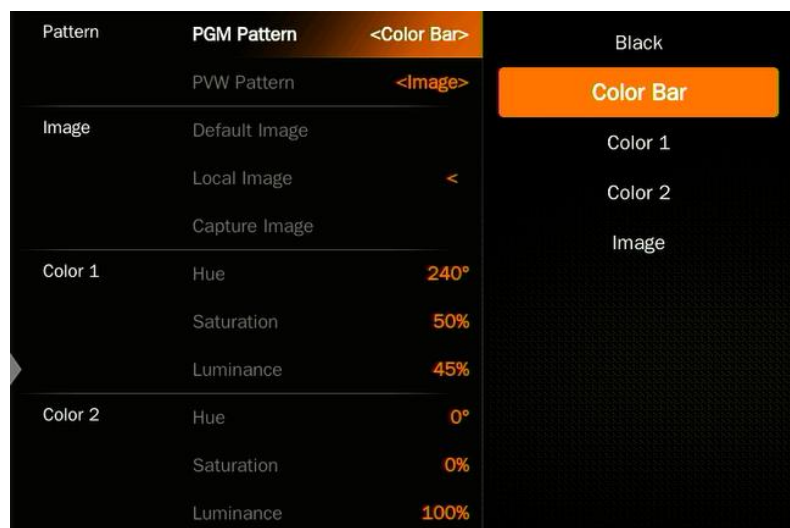 Pattern PGM Pattern <Color Bar>
PVW Pattern <Image>
Image Default Image
Local Image <
Capture Image
Color 1 Hue 240°
Saturation 50%
Luminance 45%
Color 2 Hue 0°
Saturation 0%
Luminance 100%
Black
Color Bar
Color 1
Color 2
Image